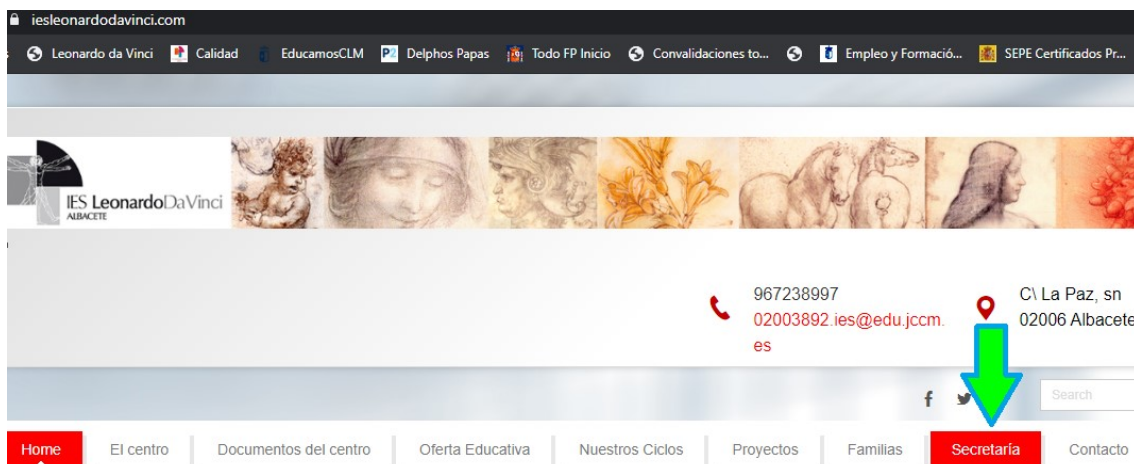 iesleonardodavinci.com
Leonardo da Vinci Calidad EducamosCLM Delphos Papas Todo FP Inicio Convalidaciones to... Empleo y Formació... SEPE Certificados Pr...
IES LeonardoDaVinci
ALBACETE
967238997
02003892.ies@edu.jccm.
es
C\ La Paz, sn
02006 Albacete
Search
Home El centro Documentos del centro Oferta Educativa Nuestros Ciclos Proyectos Familias Secretaría Contacto